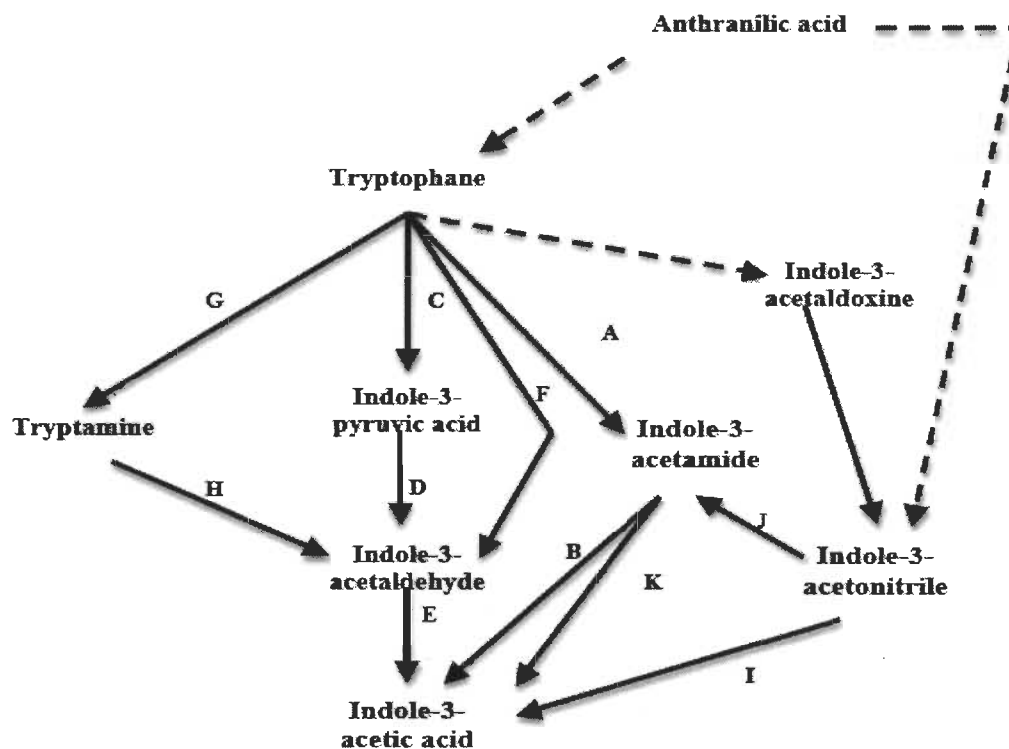 Anthranilic acid
Tryptophane
Indole-3-
acetaldoxine
G
C
A
F
Indole-3-
pyruvic acid
Tryptamine
Indole-3-
acetamide
H
D
J
B
Indole-3-
acetaldehyde
Indole-3-
acetonitrile
K
E
I
Indole-3-
acetic acid